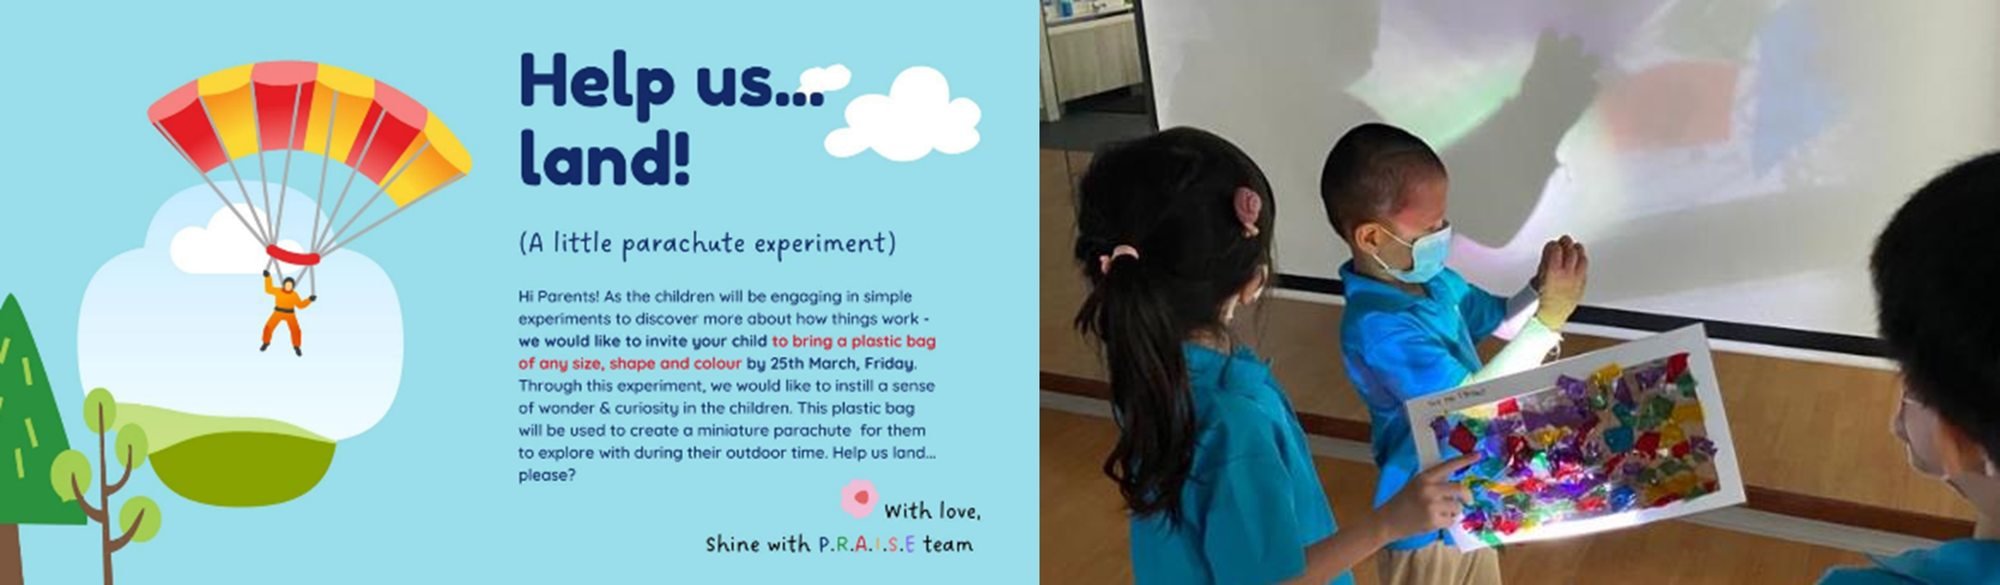 Help us...
land!
(A little parachute experiment)
Hi Parents! As the children will be engaging in simple
experiments to discover more about how things work -
we would like to invite your child to bring a plastic bag
of any size, shape and colour by 25th March, Friday.
Through this experiment, we would like to instill a sense
of wonder & curiosity in the children. This plastic bag
will be used to create a miniature parachute for them
to explore with during their outdoor time. Help us land...
please?
With love,
Shine with P.R.A.I.S.E team